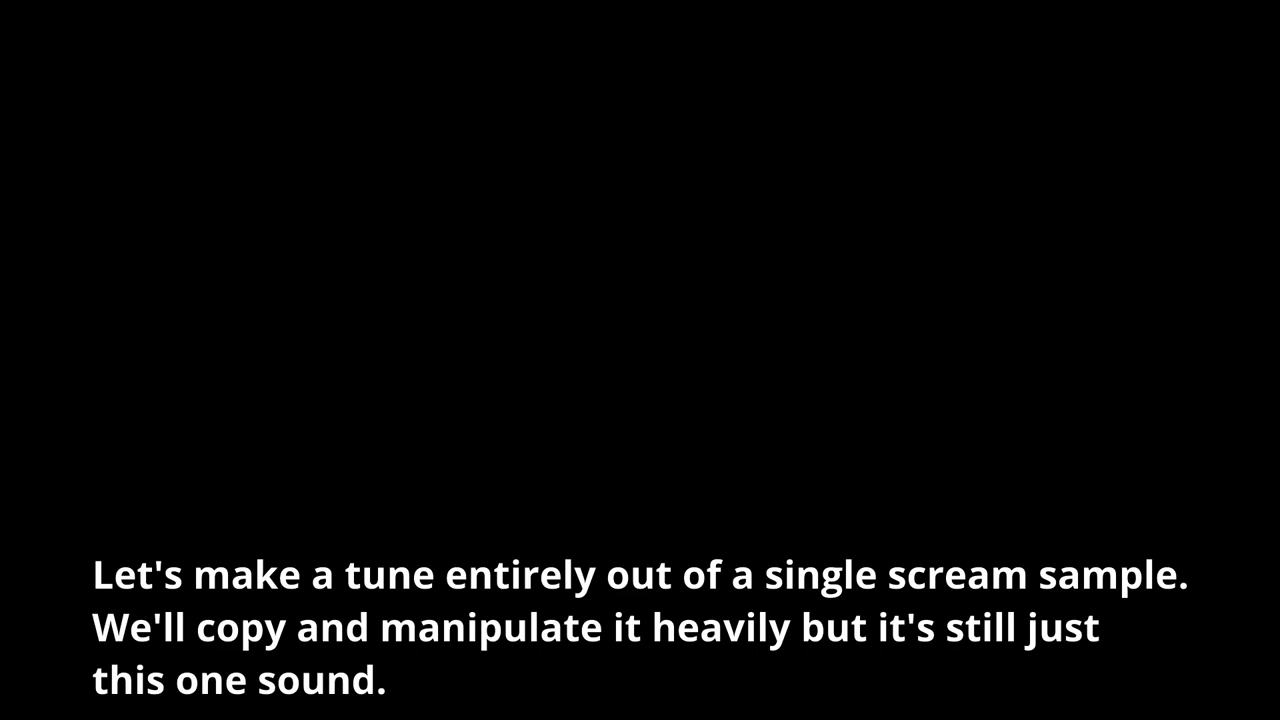 Let's make a tune entirely out of a single scream sample.
We'll copy and manipulate it heavily but it's still just
this one sound.